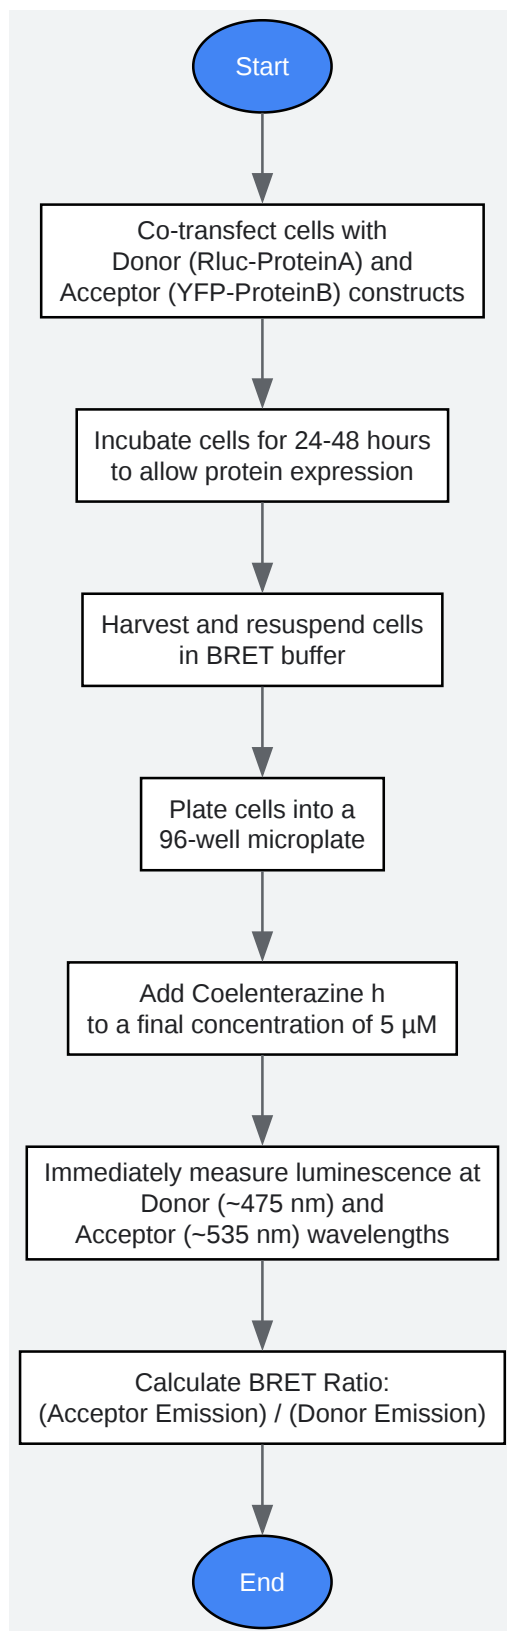 Start
Co-transfect cells with
Donor (Rluc-ProteinA) and
Acceptor (YFP-ProteinB) constructs
Incubate cells for 24-48 hours
to allow protein expression
Harvest and resuspend cells
in BRET buffer
Plate cells into a
96-well microplate
Add Coelenterazine h
to a final concentration of 5 µM
Immediately measure luminescence at
Donor (~475 nm) and
Acceptor (~535 nm) wavelengths
Calculate BRET Ratio:
(Acceptor Emission) / (Donor Emission)
End